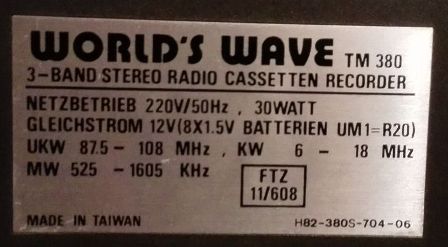 WORLD'S WAVE TM 380
3-BAND STEREO RADIO CASSETTEN RECORDER
NETZBETRIEB 220V/50Hz, 30WATT
GLEICHSTROM 12V(8X1.5V BATTERIEN UM1=R20)
UKW 87.5 - 108 MHz, KW 6 - 18 MHz
MW 525 - 1605 KHz
FTZ
11/608
MADE IN TAIWAN H82-380S-704-06